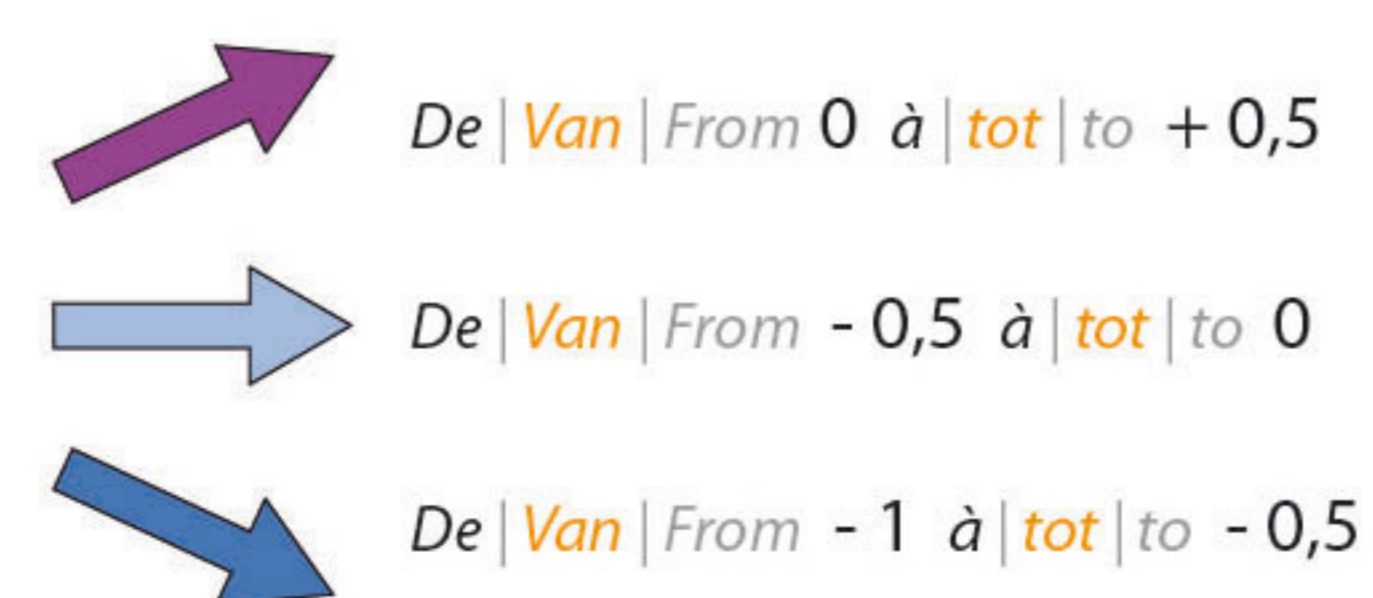 De | Van | From 0 à | tot | to + 0,5
De | Van | From - 0,5 à | tot | to 0
De | Van | From - 1 à | tot | to - 0,5